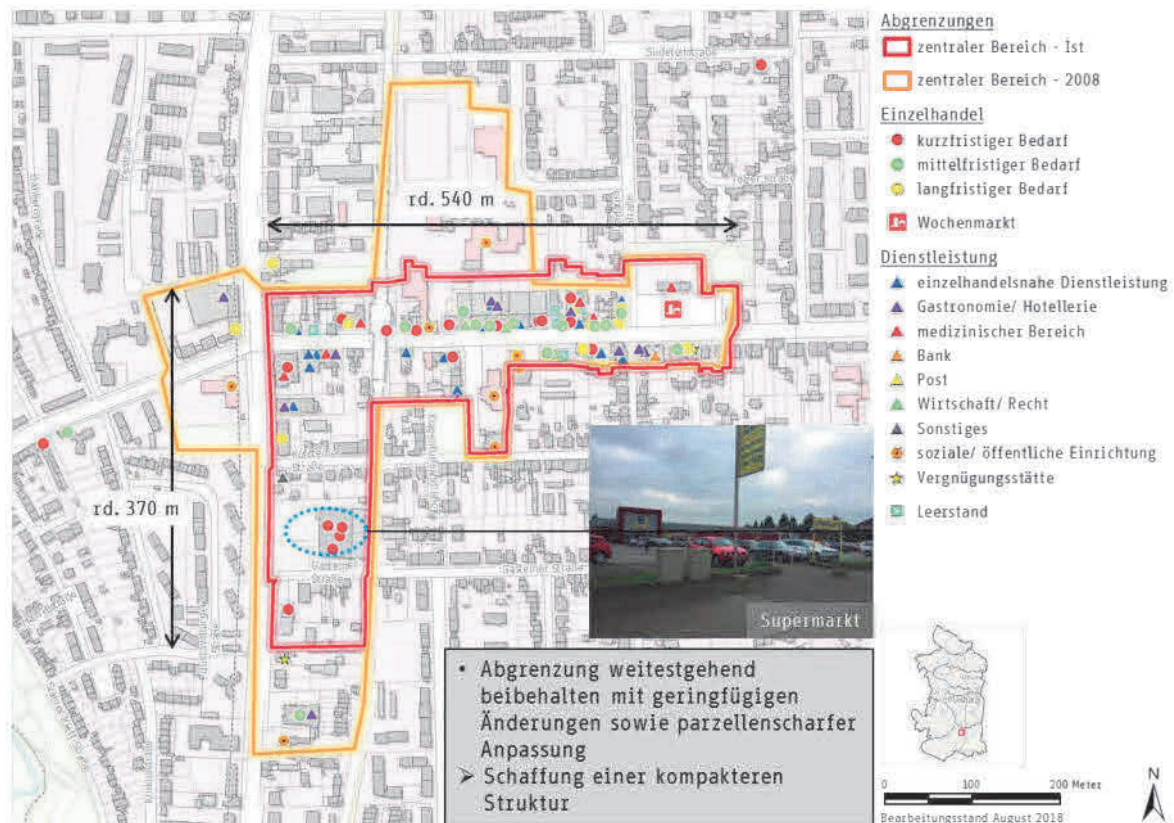 Abgrenzungen
zentraler Bereich - Ist
zentraler Bereich - 2008
Einzelhandel
kurzfristiger Bedarf
mittelfristiger Bedarf
langfristiger Bedarf
Wochenmarkt
Dienstleistung
einzelhandelsnahe Dienstleistung
Gastronomie/ Hotellerie
medizinischer Bereich
Bank
Post
Wirtschaft/ Recht
Sonstiges
soziale/ öffentliche Einrichtung
Vergnügungsstätte
Leerstand
rd. 540 m
rd. 370 m
Gasteiner Straße
Supermarkt
• Abgrenzung weitestgehend
beibehalten mit geringfügigen
Änderungen sowie parzellenscharfer
Anpassung
➢ Schaffung einer kompakteren
Struktur
N
0 100 200 Meter
Bearbeitungsstand August 2018